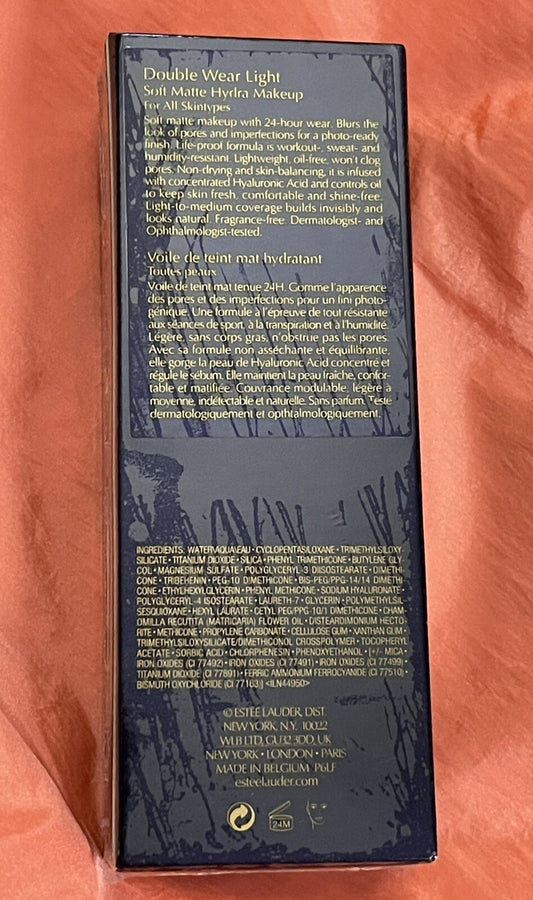 Double Wear Light
Soft Matte Hydra Makeup
For All Skintypes
Soft matte makeup with 24-hour wear. Blurs the
look of pores and imperfections for a photo-ready
finish. Life-proof formula is workout-, sweat- and
humidity-resistant. Lightweight, oil-free, won't clog
pores. Non-drying and skin-balancing, it is infused
with concentrated Hyaluronic Acid and controls oil
to keep skin fresh, comfortable and shine-free.
Light-to-medium coverage builds invisibly and
looks natural. Fragrance-free. Dermatologist- and
Ophthalmologist-tested.
Voile de teint mat hydratant
Toutes peaux
Voile de teint mat tenue 24H. Gomme l'apparence
des pores et des imperfections pour un fini photo-
génique. Une formule à l'épreuve de tout résistante
aux séances de sport, à la transpiration et à l'humidité.
Légère, sans corps gras, n'obstrue pas les pores.
Avec sa formule non asséchante et équilibrante,
elle gorge la peau de Hyaluronic Acid concentré et
régule le sébum. Elle maintient la peau fraîche, confor-
table et matifiée. Couvrance modulable, légère à
moyenne, indétectable et naturelle. Sans parfum. Testé
dermatologiquement et opthtalmologiquement.
INGREDIENTS: WATER\AQUA\EAU • CYCLOPENTASILOXANE • TRIMETHYLSILOXY-
SILICATE • TITANIUM DIOXIDE • SILICA • PHENYL TRIMETHICONE • BUTYLENE GLY-
COL • MAGNESIUM SULFATE • POLYGLYCERYL-3 DIISOSTEARATE • DIMETHI-
CONE • TRIBEHENIN • PEG-10 DIMETHICONE • BIS-PEG/PPG-14/14 DIMETHI-
CONE • ETHYLHEXYLGLYCERIN • PHENYL METHICONE • SODIUM HYALURONATE •
POLYGLYCERYL-4 ISOSTEARATE • LAURETH-7 • GLYCERIN • POLYMETHYLSIL-
SESQUIOXANE • HEXYL LAURATE • CETYL PEG/PPG-10/1 DIMETHICONE • CHAM-
OMILLA RECUTITA (MATRICARIA) FLOWER OIL • DISTEARDIMONIUM HECTO-
RITE • METHICONE • PROPYLENE CARBONATE • CELLULOSE GUM • XANTHAN GUM •
TRIMETHYLSILOXYSILICATE/DIMETHICONOL CROSSPOLYMER • TOCOPHERYL
ACETATE • SORBIC ACID • CHLORPHENESIN • PHENOXYETHANOL • [+/- MICA •
IRON OXIDES (CI 77492) • IRON OXIDES (CI 77491) • IRON OXIDES (CI 77499) •
TITANIUM DIOXIDE (CI 77891) • FERRIC AMMONIUM FERROCYANIDE (CI 77510) •
BISMUTH OXYCHLORIDE (CI 77163)] <ILN44950>
© ESTĒE LAUDER, DIST.
NEW YORK, N.Y. 10022
WLB LTD, GU32 3DD, UK
NEW YORK • LONDON • PARIS
MADE IN BELGIUM P6LF
esteelauder.com
24M